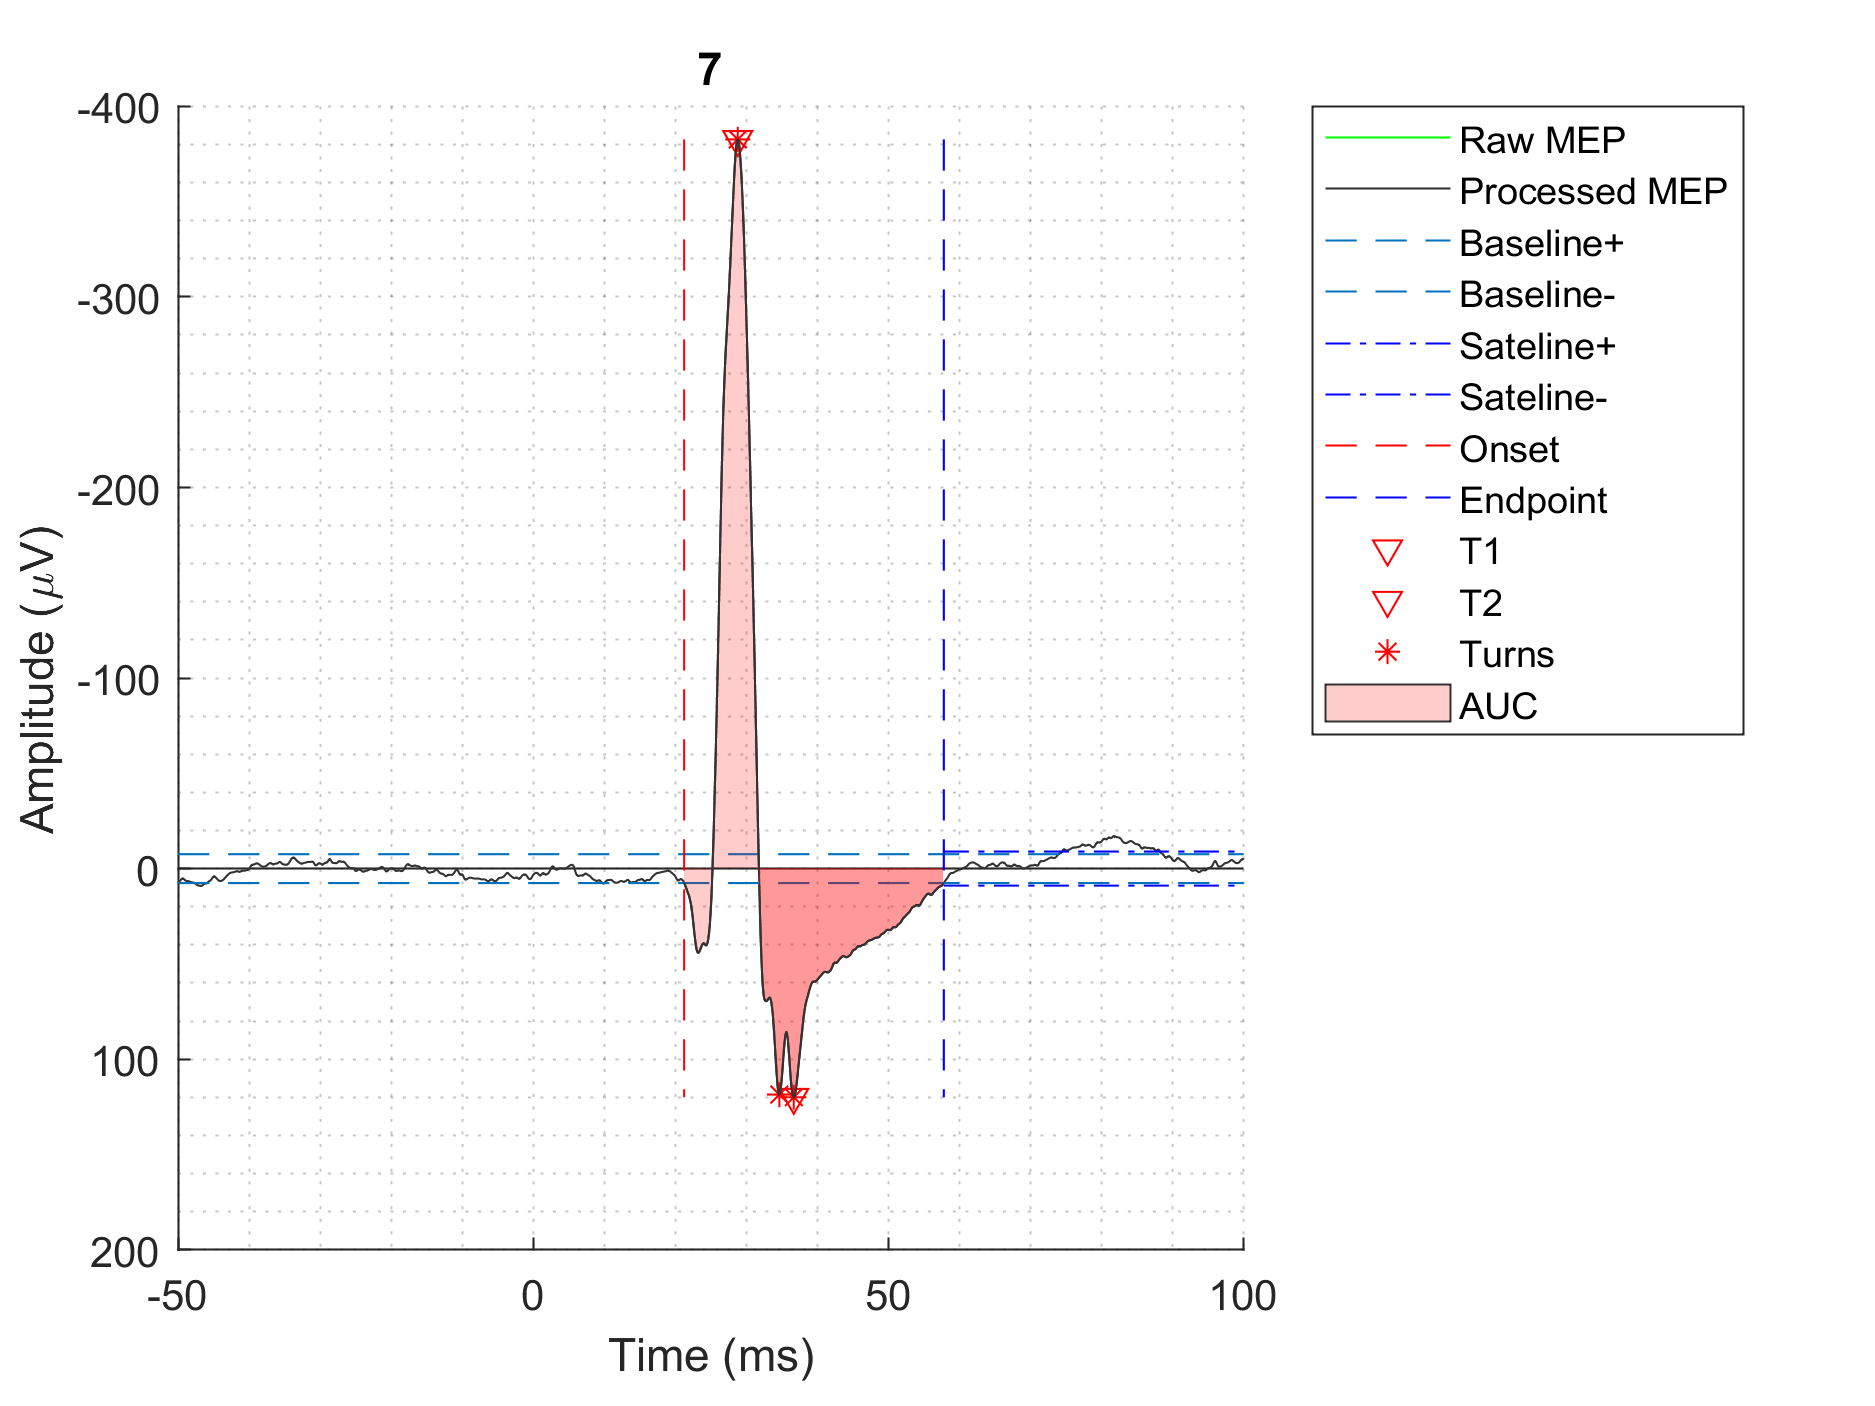 7
-400
-300
-200
-100
0
100
200
-50 0 50 100
Time (ms)
Amplitude (μV)
Raw MEP
Processed MEP
Baseline+
Baseline-
Sateline+
Sateline-
Onset
Endpoint
T1
T2
Turns
AUC